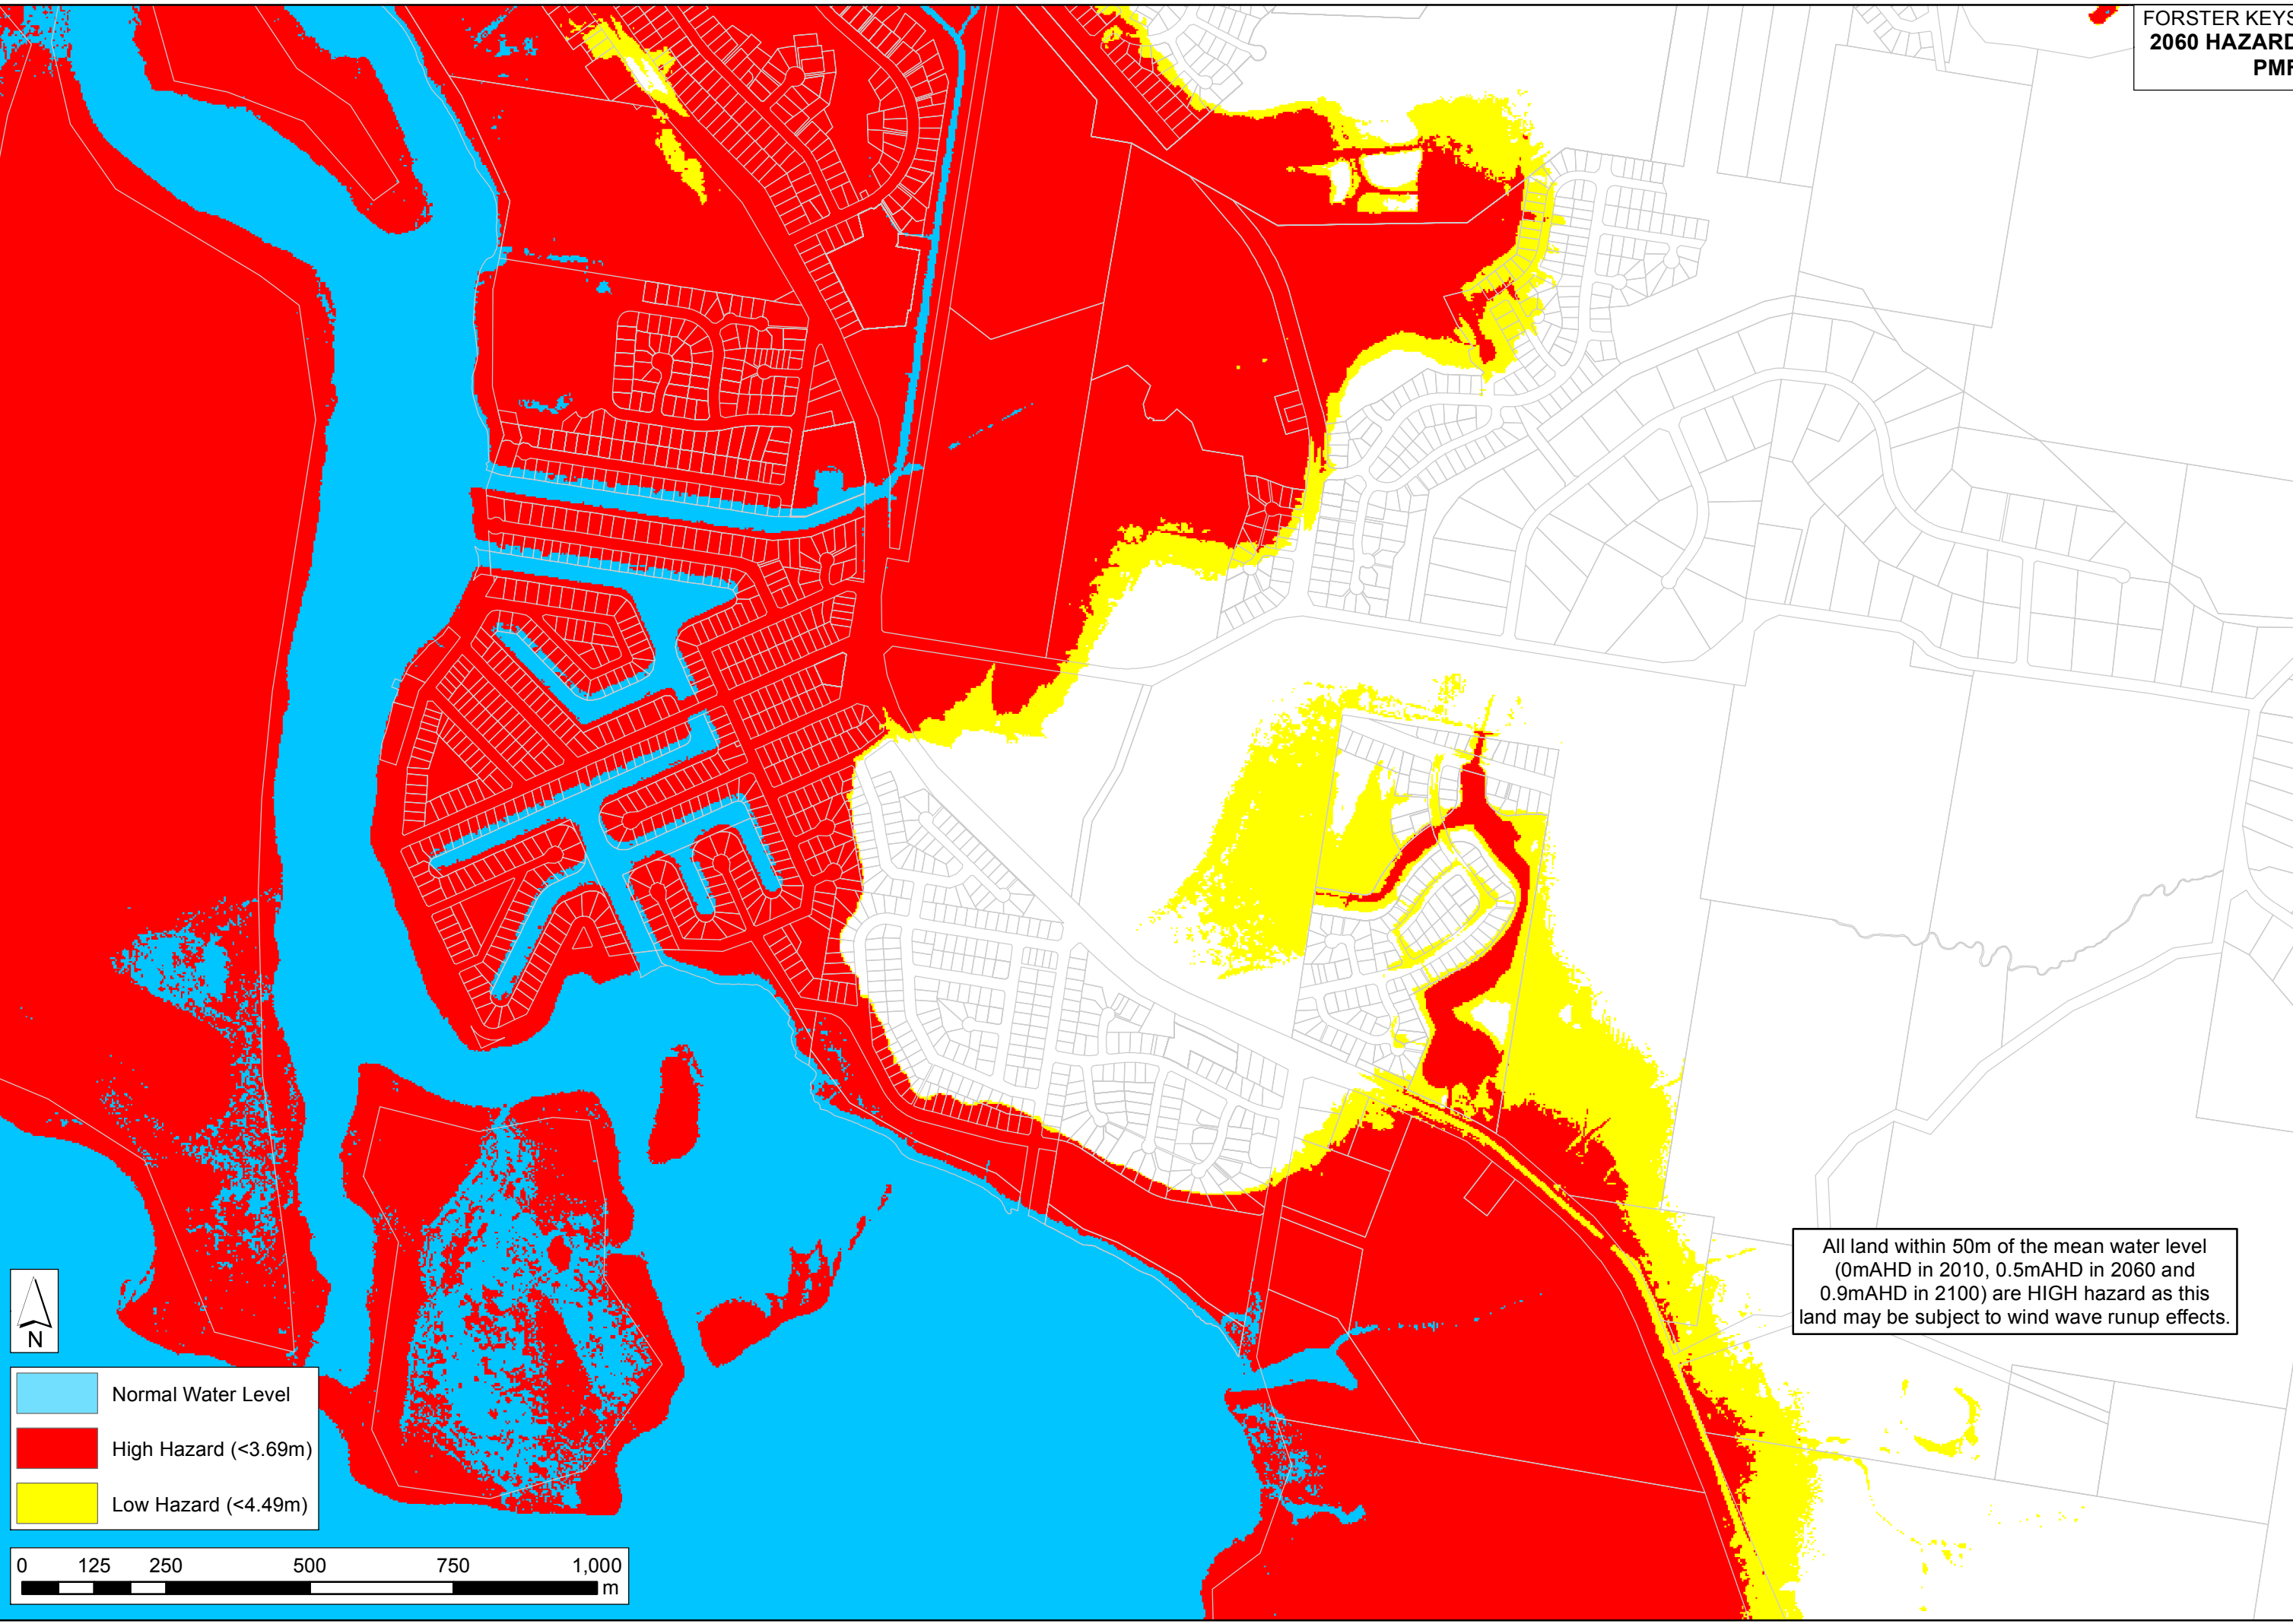 FORSTER KEYS
2060 HAZARD
PMF
All land within 50m of the mean water level
(0mAHD in 2010, 0.5mAHD in 2060 and
0.9mAHD in 2100) are HIGH hazard as this
land may be subject to wind wave runup effects.
N
Normal Water Level
High Hazard (<3.69m)
Low Hazard (<4.49m)
0 125 250 500 750 1,000
m